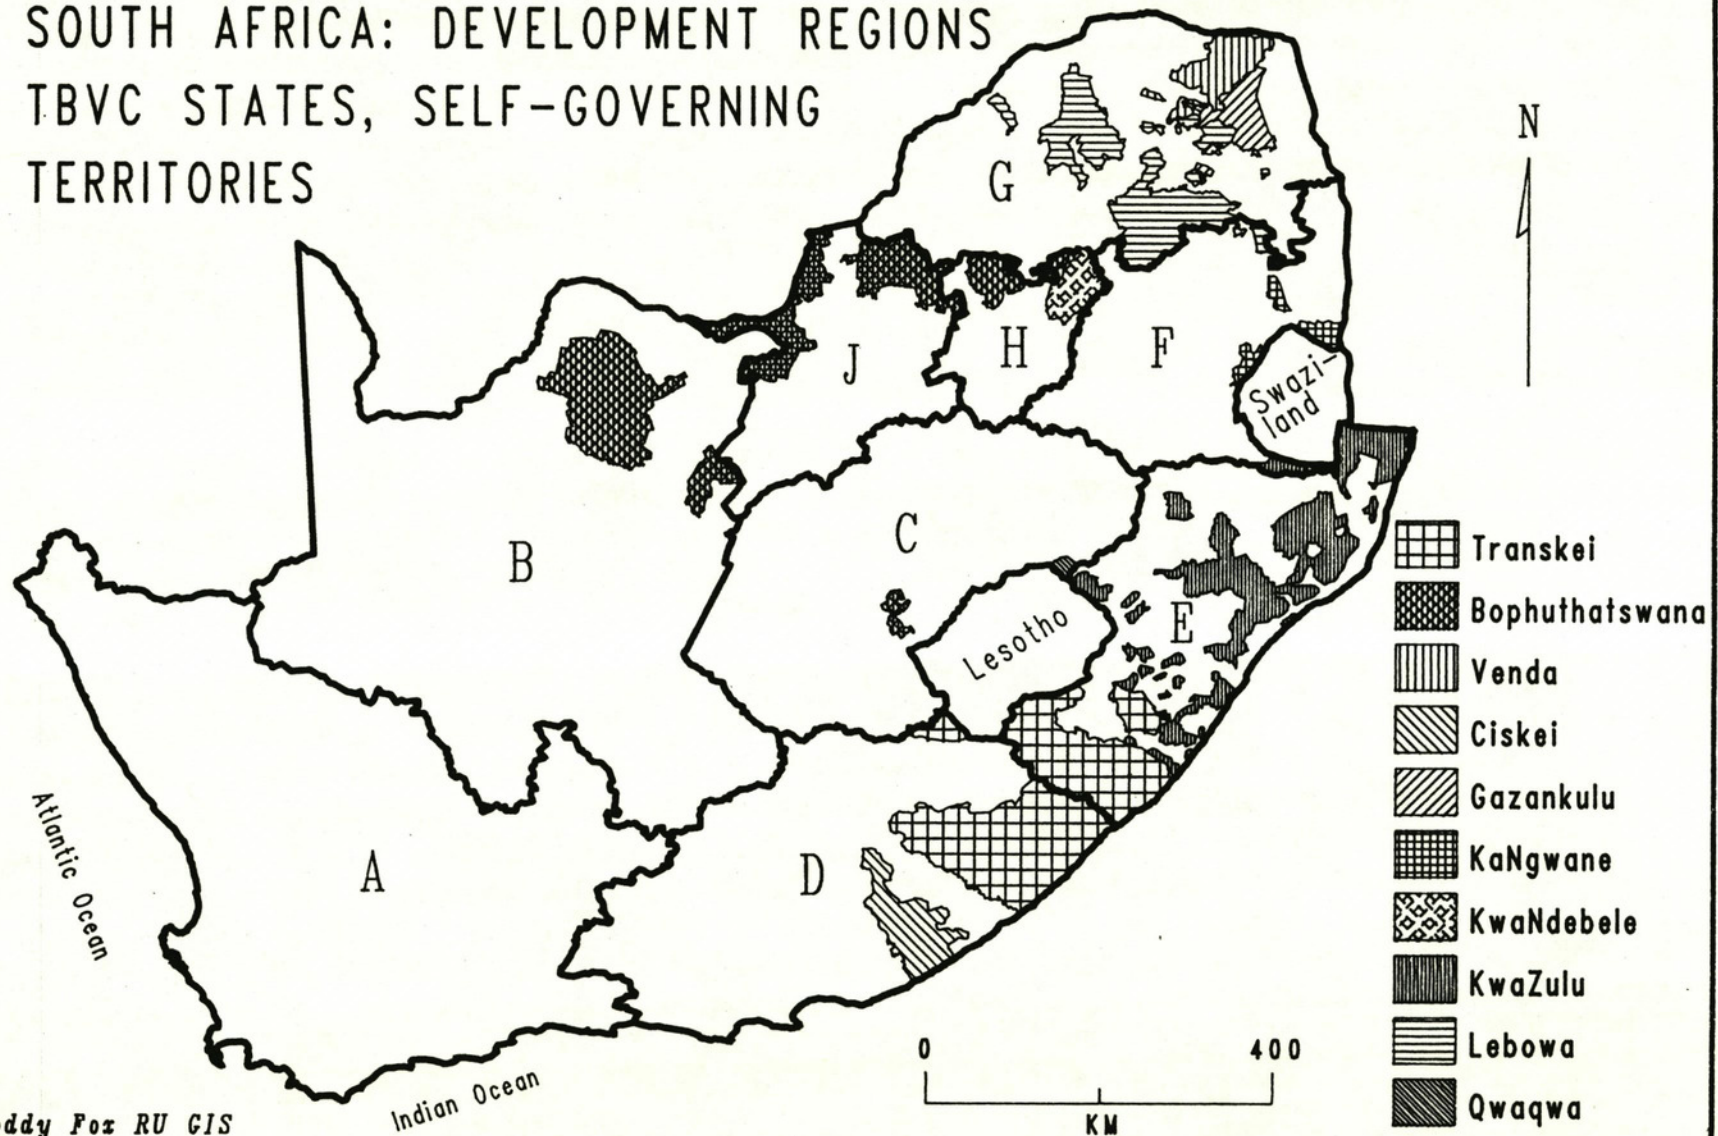 SOUTH AFRICA: DEVELOPMENT REGIONS
TBVC STATES, SELF-GOVERNING
TERRITORIES
N
G
J
H
F
Swazi-
land
B
C
E
Lesotho
A
D
Atlantic Ocean
Indian Ocean
Transkei
Bophuthatswana
Venda
Ciskei
Gazankulu
KaNgwane
KwaNdebele
KwaZulu
Lebowa
Qwaqwa
0 400
KM
Fox RU GIS